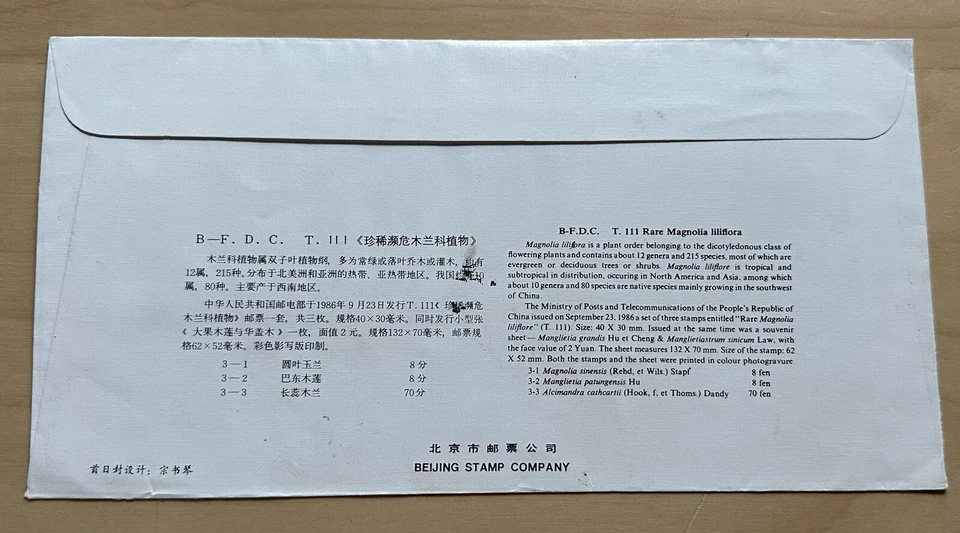 B—F．D．C．　T．111《珍稀濒危木兰科植物》
木兰科植物属双子叶植物纲，多为常绿或落叶乔木或灌木，约有
12属，215种。分布于北美洲和亚洲的热带、亚热带地区。我国约有10
属，80种。主要产于西南地区。
中华人民共和国邮电部于1986年9月23日发行T.111《珍稀濒危
木兰科植物》邮票一套，共三枚。规格40×30毫米。同时发行小型张
《大果木莲与华盖木》一枚，面值2元。规格132×70毫米，邮票规
格62×52毫米。彩色影写版印制。
3—1 圆叶玉兰 8分
3—2 巴东木莲 8分
3—3 长蕊木兰 70分
B-F.D.C. T. 111 Rare Magnolia liliflora
Magnolia liliflora is a plant order belonging to the dicotyledonous class of
flowering plants and contains about 12 genera and 215 species, most of which are
evergreen or deciduous trees or shrubs. Magnolia liliflore is tropical and
subtropical in distribution, occuring in North America and Asia, among which
about 10 genera and 80 species are native species mainly growing in the southwest
of China.
The Ministry of Posts and Telecommunications of the People's Republic of
China issued on September 23, 1986 a set of three stamps entitled "Rare Magnolia
liliflore" (T. 111). Size: 40 X 30 mm. Issued at the same time was a souvenir
sheet — Manglietia grandis Hu et Cheng & Manglietiastrum sinicum Law, with
the face value of 2 Yuan. The sheet measures 132 X 70 mm. Size of the stamp: 62
X 52 mm. Both the stamps and the sheet were printed in colour photogravure.
3-1 Magnolia sinensis (Rehd, et Wils.) Stapf 8 fen
3-2 Manglietia patungensis Hu 8 fen
3-3 Alcimandra cathcartii (Hook, f, et Thoms.) Dandy 70 fen
北京市邮票公司
BEIJING STAMP COMPANY
首日封设计：宗书琴